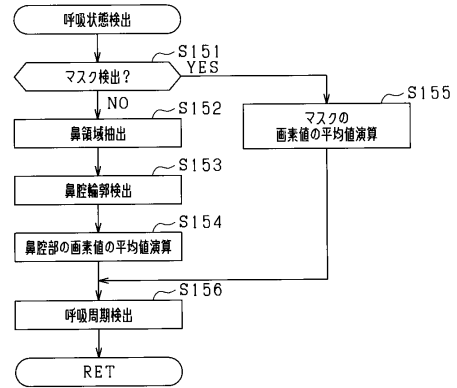 呼吸状態検出
S151
マスク検出?
YES
NO
S152
鼻領域抽出
S153
鼻腔輪郭検出
S154
鼻腔部の画素値の平均値演算
S155
マスクの
画素値の平均値演算
S156
呼吸周期検出
RET